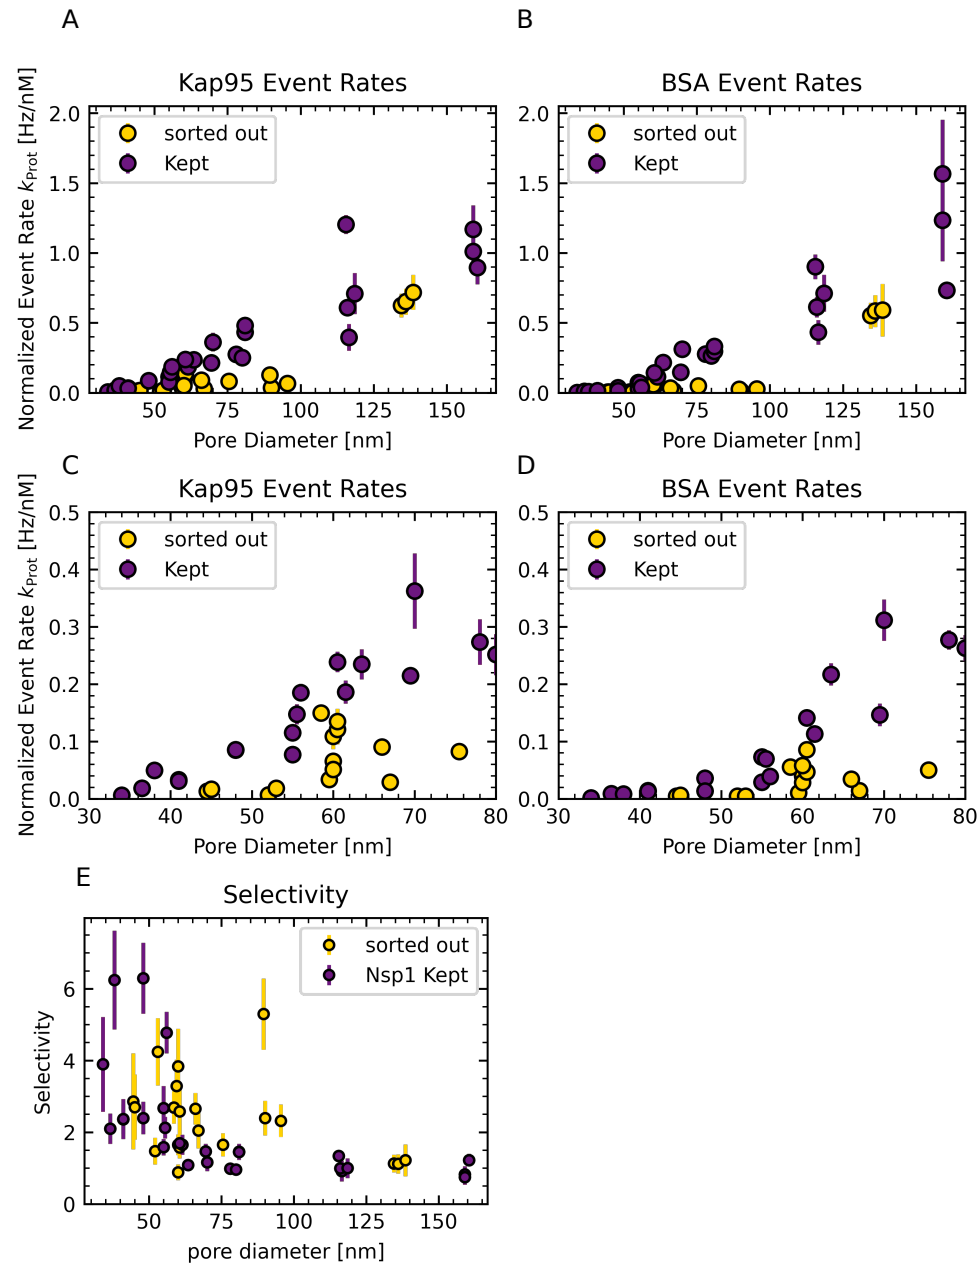 A
B
Kap95 Event Rates
BSA Event Rates
Normalized Event Rate kProt [Hz/nM]
2.0
1.5
1.0
0.5
0.0
sorted out
Kept
50
75
100
125
150
Pore Diameter [nm]
2.0
1.5
1.0
0.5
0.0
sorted out
Kept
50
75
100
125
150
Pore Diameter [nm]
C
D
Kap95 Event Rates
BSA Event Rates
Normalized Event Rate kProt [Hz/nM]
0.5
0.4
0.3
0.2
0.1
0.0
sorted out
Kept
30
40
50
60
70
80
Pore Diameter [nm]
0.5
0.4
0.3
0.2
0.1
0.0
sorted out
Kept
30
40
50
60
70
80
Pore Diameter [nm]
E
Selectivity
Selectivity
6
4
2
0
sorted out
Nsp1 Kept
50
75
100
125
150
pore diameter [nm]